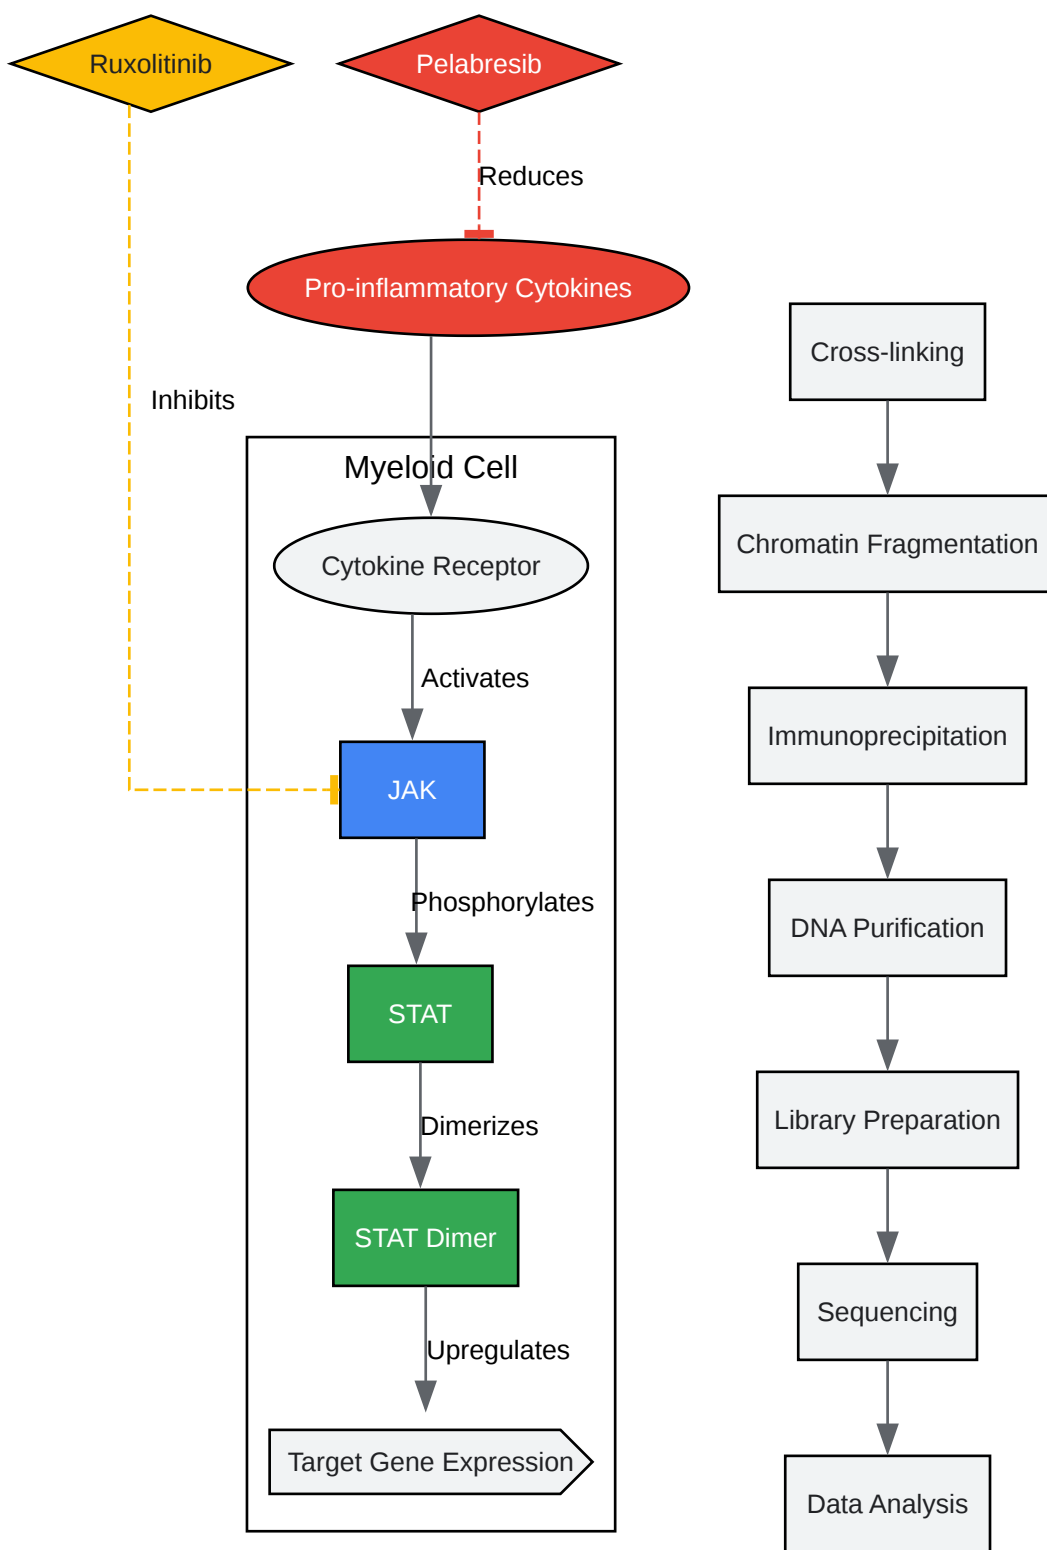 Ruxolitinib
Pelabresib
Reduces
Pro-inflammatory Cytokines
Inhibits
Myeloid Cell
Cytokine Receptor
Activates
JAK
Phosphorylates
STAT
Dimerizes
STAT Dimer
Upregulates
Target Gene Expression
Cross-linking
Chromatin Fragmentation
Immunoprecipitation
DNA Purification
Library Preparation
Sequencing
Data Analysis